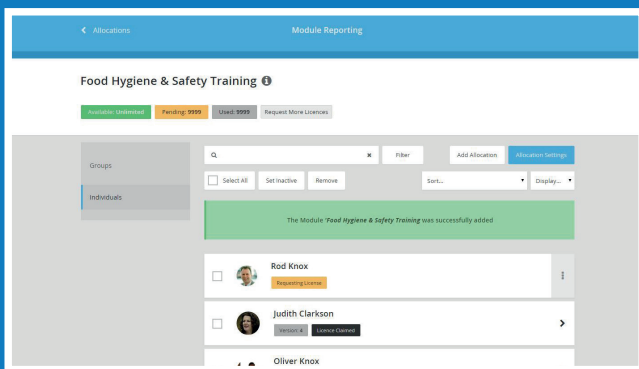 Allocations
Module Reporting
Food Hygiene & Safety Training
Available: Unlimited
Pending: 9999
Used: 9999
Request More Licences
Groups
Individuals
Filter
Add Allocation
Allocation Settings
Select All
Set Inactive
Remove
Sort...
Display...
The Module 'Food Hygiene & Safety Training was successfully added
Rod Knox
Requesting License
Judith Clarkson
Version: 4
Licence Claimed
Oliver Knox